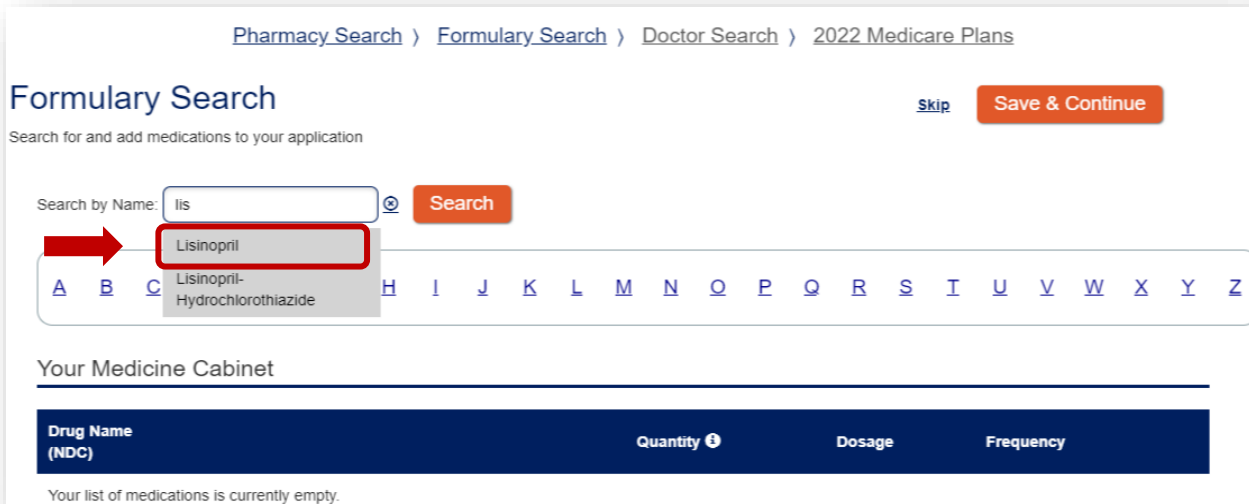 Pharmacy Search 〉 Formulary Search 〉 Doctor Search 〉 2022 Medicare Plans
Formulary Search
Skip
Save & Continue
Search for and add medications to your application
Search by Name: lis
Search
Lisinopril
Lisinopril-
Hydrochlorothiazide
A B C H I J K L M N O P Q R S T U V W X Y Z
Your Medicine Cabinet
Drug Name
(NDC)
Quantity
Dosage
Frequency
Your list of medications is currently empty.